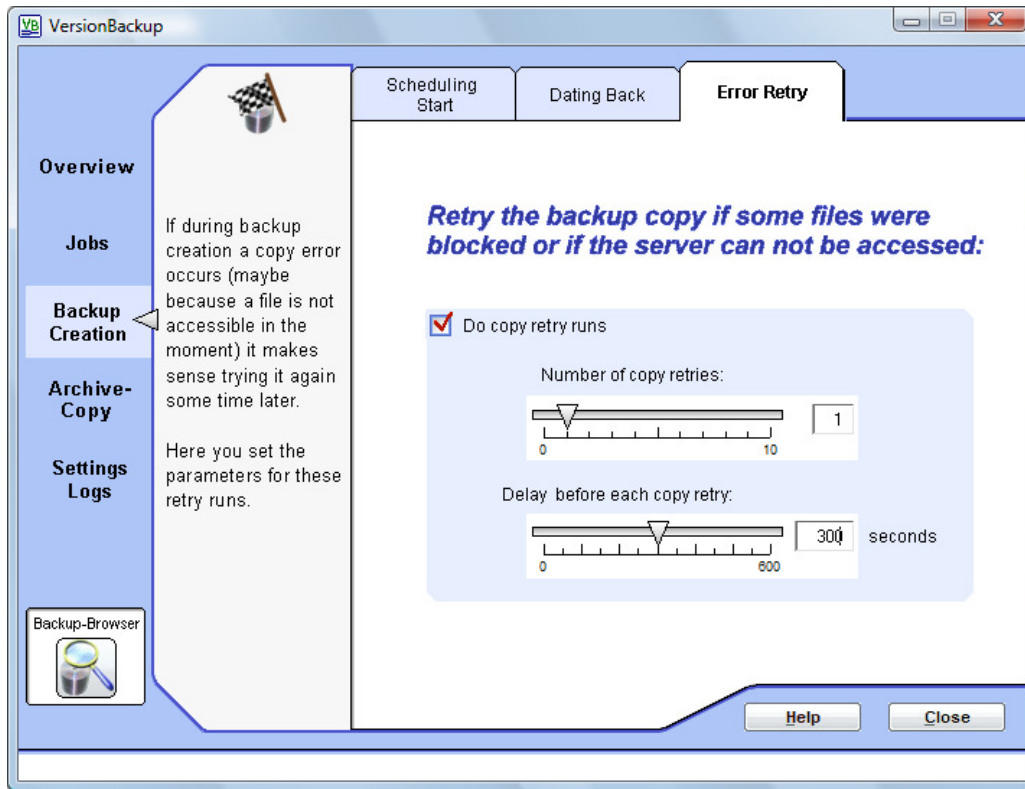 VB VersionBackup
Overview
Jobs
Backup
Creation
Archive-
Copy
Settings
Logs
Backup-Browser
If during backup
creation a copy error
occurs (maybe
because a file is not
accessible in the
moment) it makes
sense trying it again
some time later.
Here you set the
parameters for these
retry runs.
Scheduling
Start
Dating Back
Error Retry
Retry the backup copy if some files were
blocked or if the server can not be accessed:
Do copy retry runs
Number of copy retries:
1
0 10
Delay before each copy retry:
300 seconds
0 600
Help Close